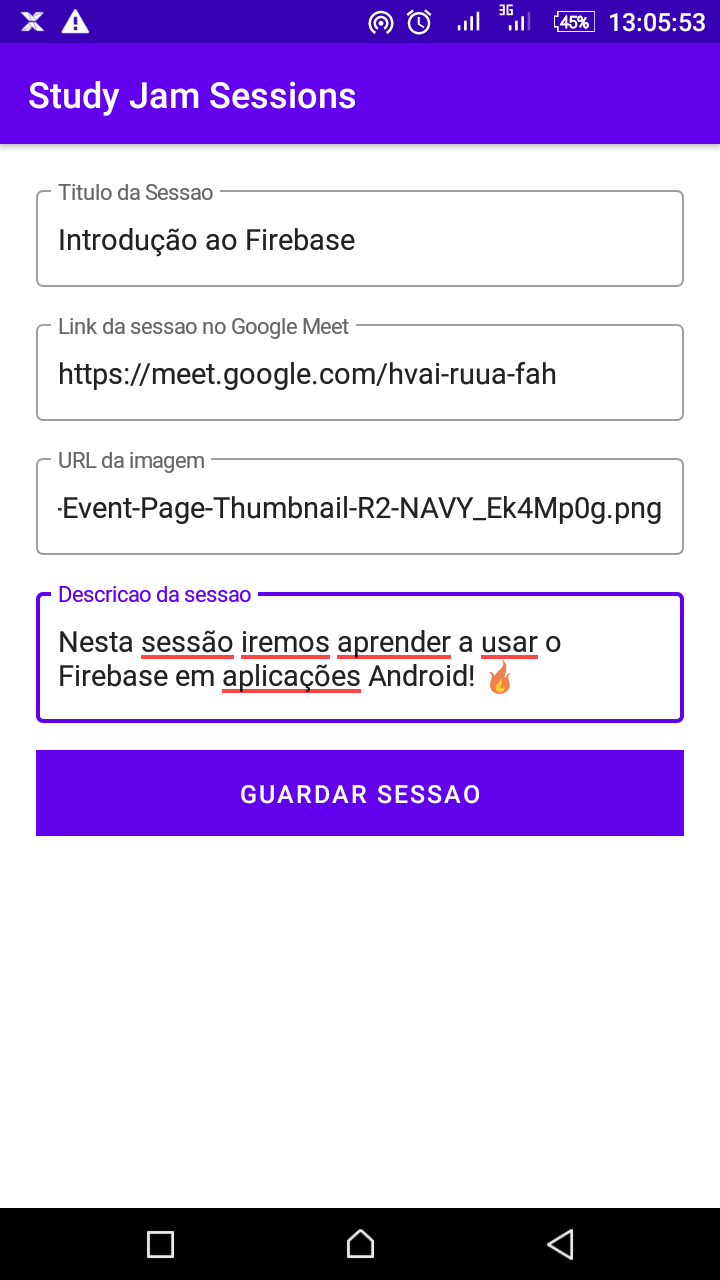 3G
45% 13:05:53
Study Jam Sessions
Titulo da Sessao
Introdução ao Firebase
Link da sessao no Google Meet
https://meet.google.com/hvai-ruua-fah
URL da imagem
-Event-Page-Thumbnail-R2-NAVY_Ek4Mp0g.png
Descricao da sessao
Nesta sessão iremos aprender a usar o
Firebase em aplicações Android! 🔥
GUARDAR SESSAO